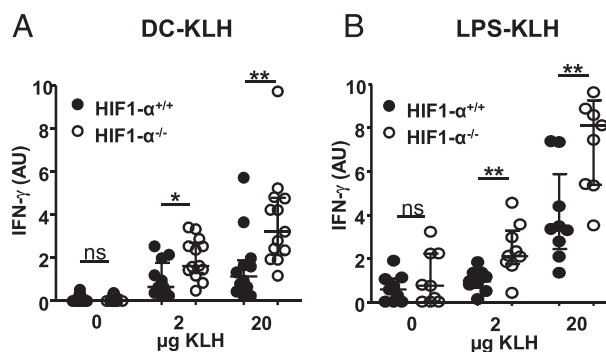 A
DC-KLH
IFN-γ (AU)
10
8
6
4
2
0
HIF1-α+/+
HIF1-α-/-
ns
*
**
0
2
20
μg KLH
B
LPS-KLH
IFN-γ (AU)
10
8
6
4
2
0
HIF1-α+/+
HIF1-α-/-
ns
**
**
0
2
20
μg KLH